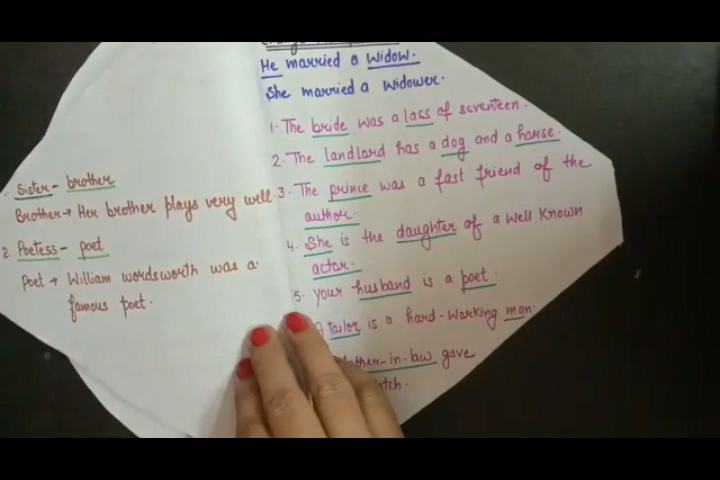 Sister - brother
Brother → Her brother plays very well.
2. Poetess - poet
Poet → William wordsworth was a
famous poet.
He married a widow.
She married a widower.
1. The bride was a lass of seventeen.
2. The landlord has a dog and a horse.
3. The prince was a fast friend of the
author.
4. She is the daughter of a well known
actor.
5. Your husband is a poet.
tailor is a hard-working man.
in-law gave